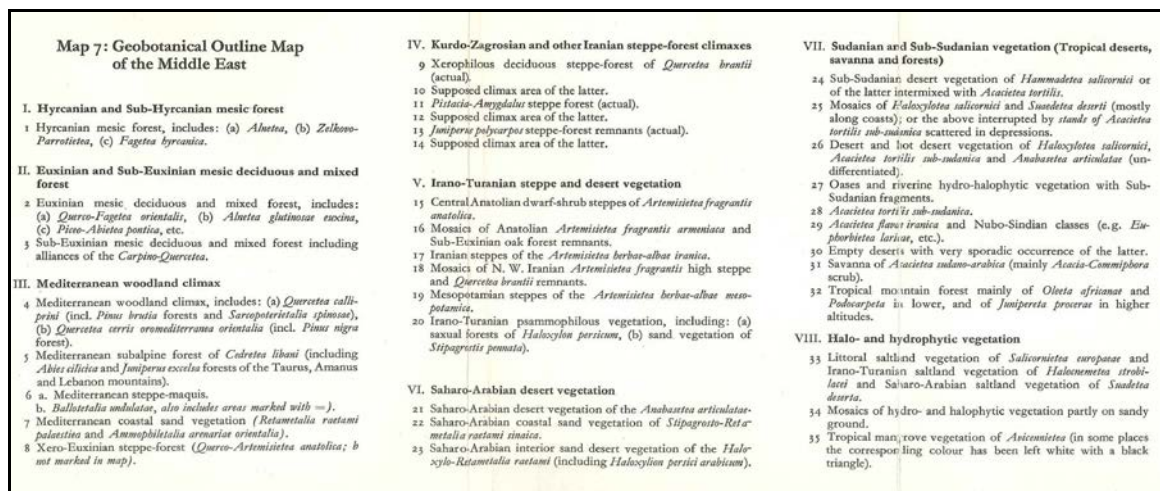 Map 7: Geobotanical Outline Map
of the Middle East
I. Hyrcanian and Sub-Hyrcanian mesic forest
1 Hyrcanian mesic forest, includes: (a) Alnetea, (b) Zelkovo-
Parrotietea, (c) Fagetea hyrcanica.
II. Euxinian and Sub-Euxinian mesic deciduous and mixed
forest
2 Euxinian mesic deciduous and mixed forest, includes:
(a) Querco-Fagetea orientalis, (b) Alnetea glutinosae euxina,
(c) Piceo-Abietea pontica, etc.
3 Sub-Euxinian mesic deciduous and mixed forest including
alliances of the Carpino-Quercetea.
III. Mediterranean woodland climax
4 Mediterranean woodland climax, includes: (a) Quercetea calli-
prini (incl. Pinus brutia forests and Sarcopoterietalia spinosae),
(b) Quercetea cerris oromediterranea orientalia (incl. Pinus nigra
forest).
5 Mediterranean subalpine forest of Cedretea libani (including
Abies cilicica and Juniperus excelsa forests of the Taurus, Amanus
and Lebanon mountains).
6 a. Mediterranean steppe-maquis.
b. Ballotetalia undulatae, also includes areas marked with =).
7 Mediterranean coastal sand vegetation (Retametalia raetami
palaestina and Ammophiletalia arenariae orientalia).
8 Xero-Euxinian steppe-forest (Querco-Artemisietea anatolica; b
not marked in map).
IV. Kurdo-Zagrosian and other Iranian steppe-forest climaxes
9 Xerophilous deciduous steppe-forest of Quercetea brantii
(actual).
10 Supposed climax area of the latter.
11 Pistacia-Amygdalus steppe forest (actual).
12 Supposed climax area of the latter.
13 Juniperus polycarpos steppe-forest remnants (actual).
14 Supposed climax area of the latter.
V. Irano-Turanian steppe and desert vegetation
15 Central Anatolian dwarf-shrub steppes of Artemisietea fragrantis
anatolica.
16 Mosaics of Anatolian Artemisietea fragrantis armeniaca and
Sub-Euxinian oak forest remnants.
17 Iranian steppes of the Artemisietea herbae-albae iranica.
18 Mosaic of N. W. Iranian Artemisietea fragrantis high steppe
and Quercetea brantii remnants.
19 Mesopotamian steppes of the Artemisietea herbae-albae meso-
potamica.
20 Irano-Turanian psammophilous vegetation, including: (a)
saxual forests of Haloxylon persicum, (b) sand vegetation of
Stipagrostis pennata).
VI. Saharo-Arabian desert vegetation
21 Saharo-Arabian desert vegetation of the Anabasetea articulatae.
22 Saharo-Arabian coastal sand vegetation of Stipagrosto-Reta-
metalia raetami sinaica.
23 Saharo-Arabian interior sand desert vegetation of the Halo-
xylo-Retametalia raetami (including Haloxylion persici arabicum).
VII. Sudanian and Sub-Sudanian vegetation (Tropical deserts,
savanna and forests)
24 Sub-Sudanian desert vegetation of Hammadetea salicornici or
of the latter intermixed with Acacietea tortilis.
25 Mosaics of Haloxylotea salicornici and Suaedetea deserti (mostly
along coasts); or the above interrupted by stands of Acacietea
tortilis sub-sudanica scattered in depressions.
26 Desert and hot desert vegetation of Haloxylotea salicornici,
Acacietea tortilis sub-sudanica and Anabasetea articulatae (un-
differentiated).
27 Oases and riverine hydro-halophytic vegetation with Sub-
Sudanian fragments.
28 Acacietea tortilis sub-sudanica.
29 Acacietea flavae iranica and Nubo-Sindian classes (e.g. Eu-
phorbietea laricae, etc.).
30 Empty deserts with very sporadic occurrence of the latter.
31 Savanna of Acacietea sudano-arabica (mainly Acacia-Commiphora
scrub).
32 Tropical mountain forest mainly of Oleeta africanae and
Podocarpeta in lower, and of Junipereta procerae in higher
altitudes.
VIII. Halo- and hydrophytic vegetation
33 Littoral saltland vegetation of Salicornietea europaeae and
Irano-Turanian saltland vegetation of Halocnemetea strobi-
lacei and Saharo-Arabian saltland vegetation of Suaedetea
deserta.
34 Mosaics of hydro- and halophytic vegetation partly on sandy
ground.
35 Tropical mangrove vegetation of Avicennietea (in some places
the corresponding colour has been left white with a black
triangle).